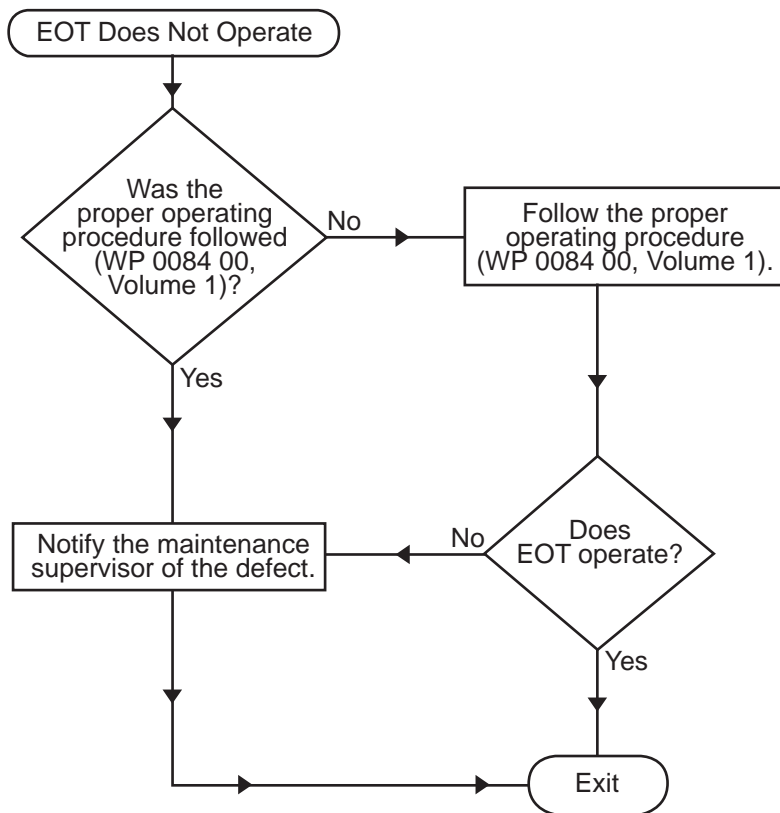 EOT Does Not Operate
Was the
proper operating
procedure followed
(WP 0084 00,
Volume 1)?
No
Follow the proper
operating procedure
(WP 0084 00, Volume 1).
Yes
Notify the maintenance
supervisor of the defect.
No
Does
EOT operate?
Yes
Exit